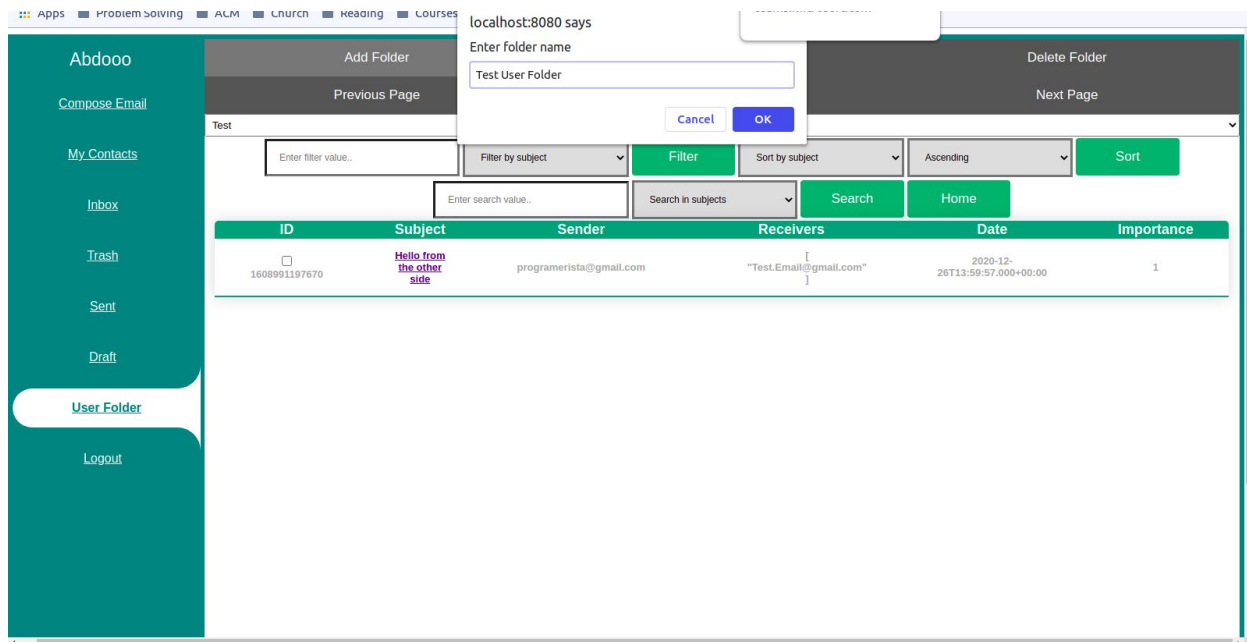 Apps Problem Solving ACM Church Reading Courses
localhost:8080 says
Enter folder name
Test User Folder
Cancel OK
Abdooo
Compose Email
My Contacts
Inbox
Trash
Sent
Draft
User Folder
Logout
Add Folder Delete Folder
Previous Page Next Page
Test
Enter filter value.. Filter by subject Filter Sort by subject Ascending Sort
Enter search value.. Search in subjects Search Home
ID Subject Sender Receivers Date Importance
1608991197670 Hello from the other side programerista@gmail.com [ "Test.Email@gmail.com" ] 2020-12-26T13:59:57.000+00:00 1